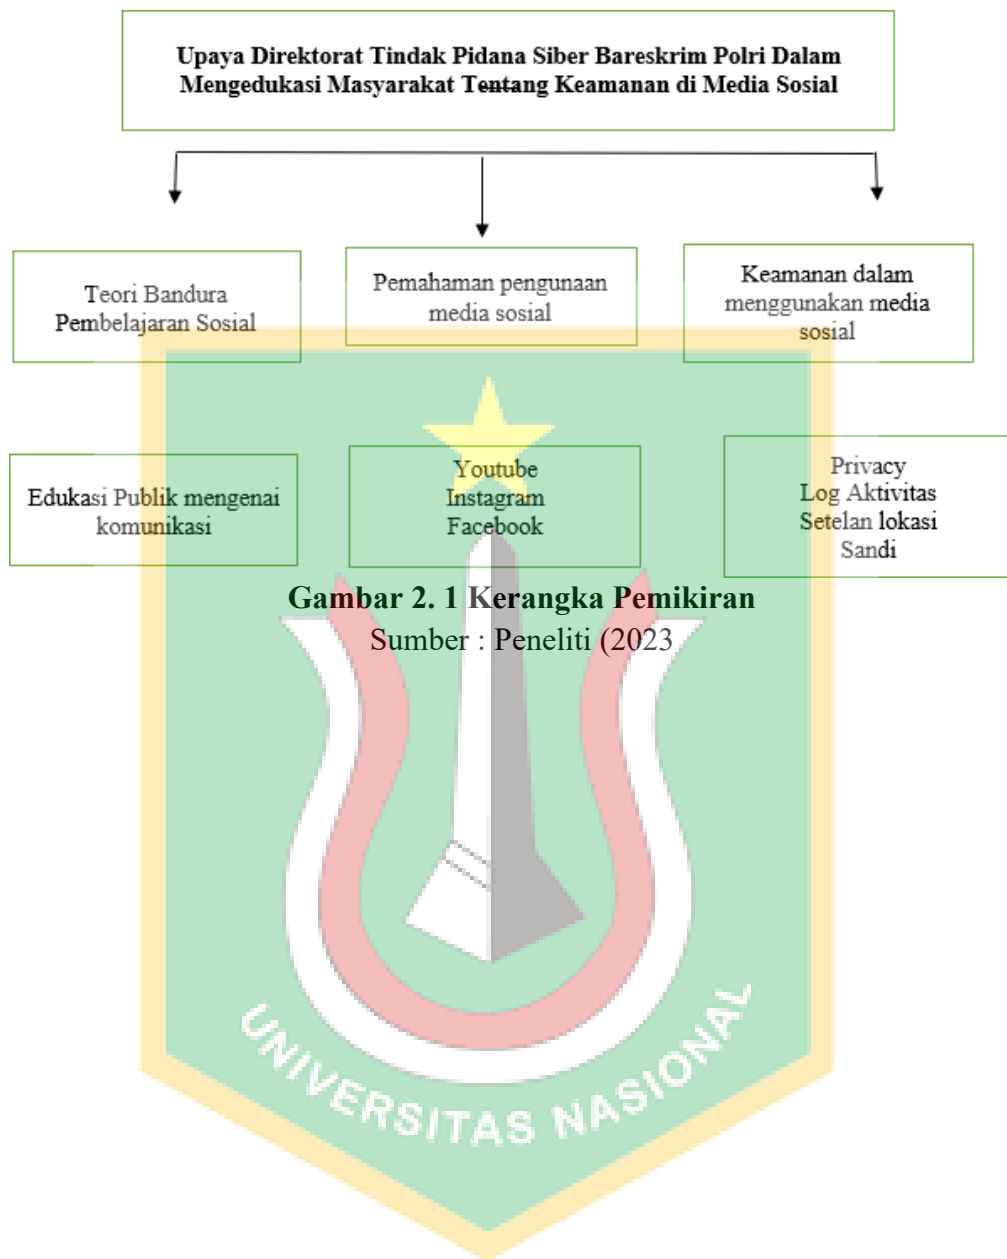 Upaya Direktorat Tindak Pidana Siber Bareskrim Polri Dalam
Mengedukasi Masyarakat Tentang Keamanan di Media Sosial
Teori Bandura
Pembelajaran Sosial
Pemahaman pengunaan
media sosial
Keamanan dalam
menggunakan media
sosial
Edukasi Publik mengenai
komunikasi
Youtube
Instagram
Facebook
Privacy
Log Aktivitas
Setelan lokasi
Sandi
Gambar 2. 1 Kerangka Pemikiran
Sumber : Peneliti (2023
UNIVERSITAS NASIONAL